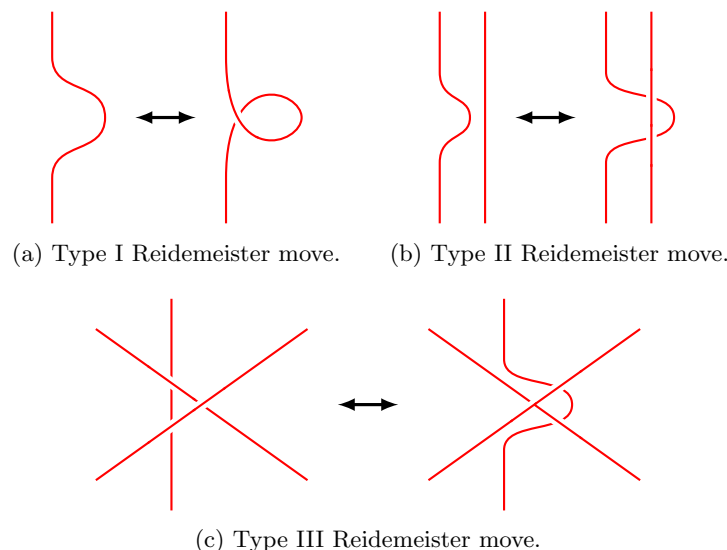 (a) Type I Reidemeister move.
(b) Type II Reidemeister move.
(c) Type III Reidemeister move.